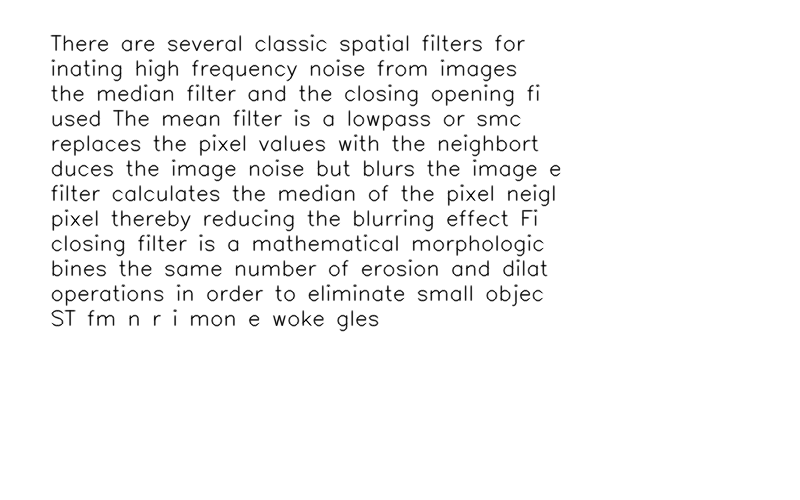 There are several classic spatial filters for
inating high frequency noise from images
the median filter and the closing opening fi
used The mean filter is a lowpass or smc
replaces the pixel values with the neighbort
duces the image noise but blurs the image e
filter calculates the median of the pixel neigl
pixel thereby reducing the blurring effect Fi
closing filter is a mathematical morphologic
bines the same number of erosion and dilat
operations in order to eliminate small objec
ST fm n r i mon e woke gles